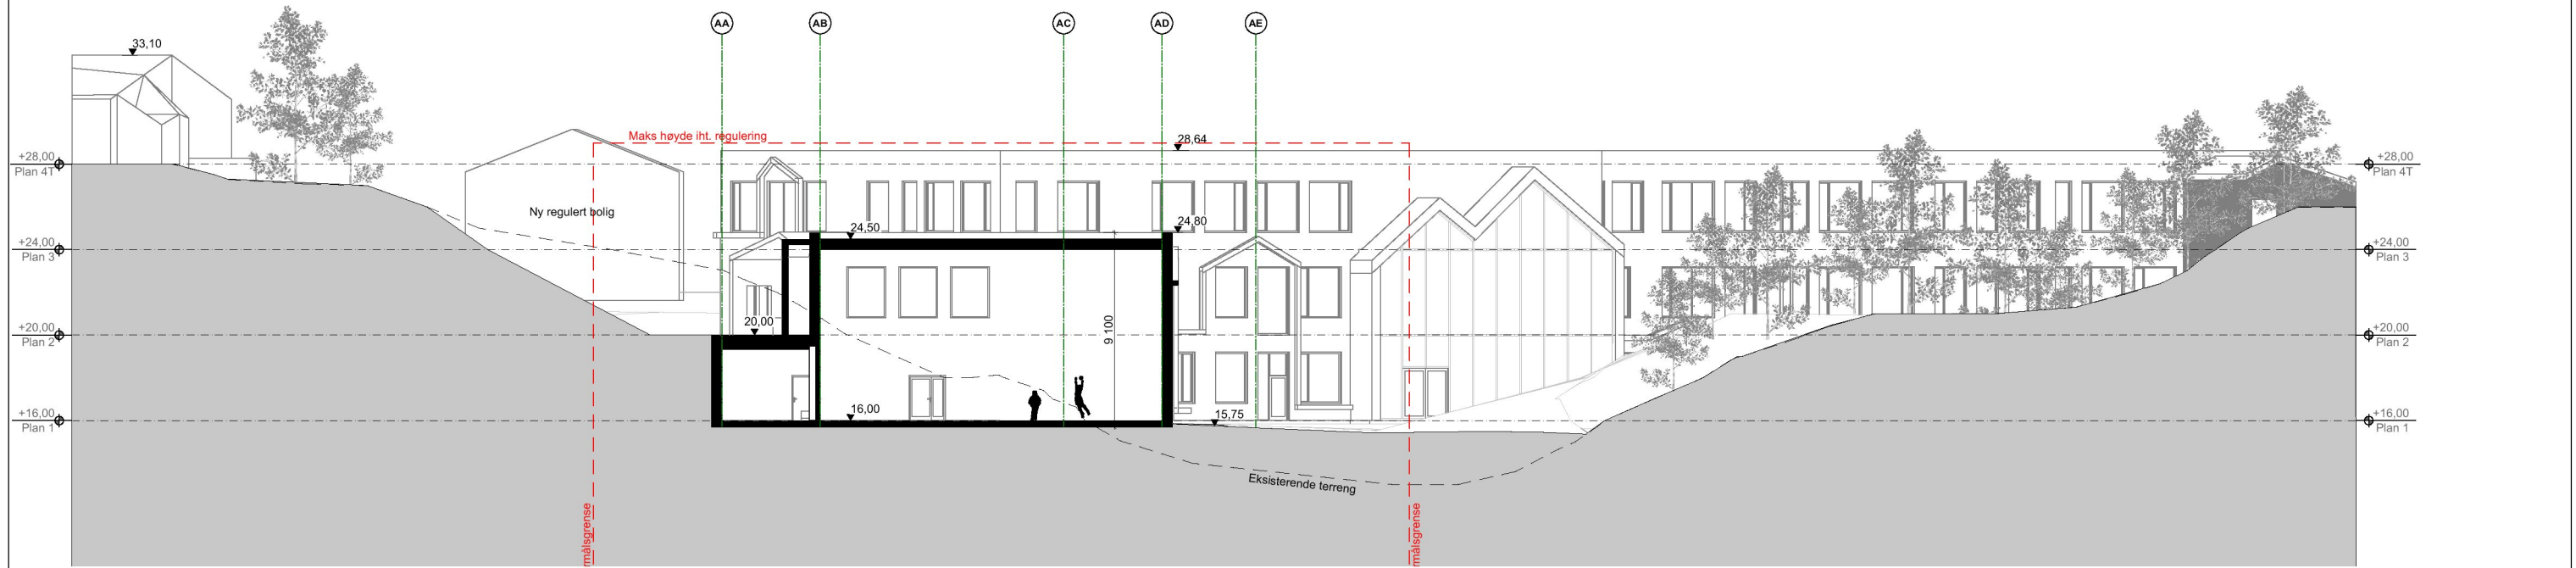 AA
AB
AC
AD
AE
33,10
Maks høyde iht. regulering
28,64
+28,00
Plan 4T
+28,00
Plan 4T
Ny regulert bolig
24,50
24,80
+24,00
Plan 3
+24,00
Plan 3
20,00
9 100
+20,00
Plan 2
+20,00
Plan 2
16,00
15,75
+16,00
Plan 1
+16,00
Plan 1
Eksisterende terreng
målsgrense
målsgrense